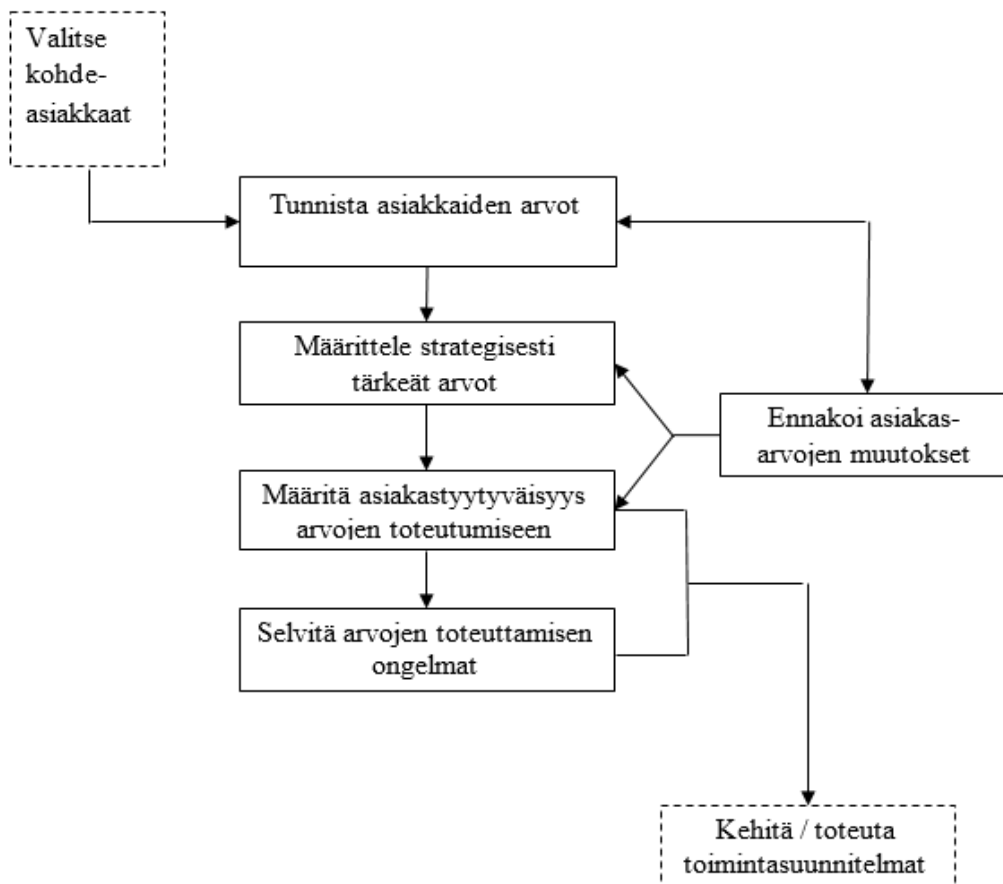 Valitse
kohde-
asiakkaat
Tunnista asiakkaiden arvot
Määrittele strategisesti
tärkeät arvot
Ennakoi asiakas-
arvojen muutokset
Määritä asiakastyytyväisyys
arvojen toteutumiseen
Selvitä arvojen toteuttamisen
ongelmat
Kehitä / toteuta
toimintasuunnitelmat